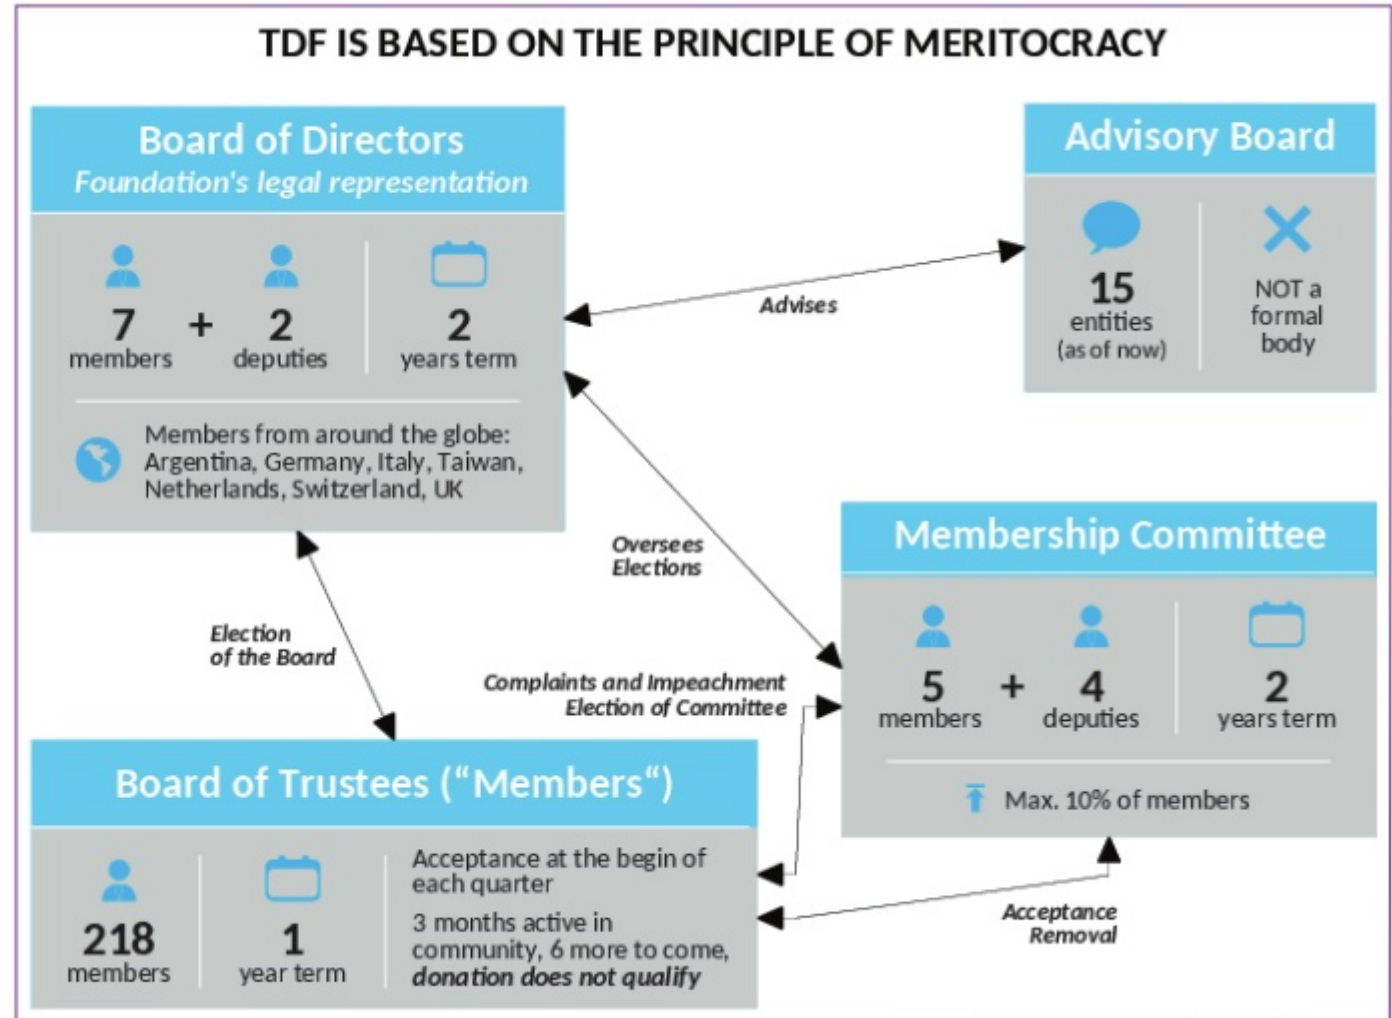 TDF IS BASED ON THE PRINCIPLE OF MERITOCRACY
Board of Directors
Foundation's legal representation
7 + 2
members deputies
2
years term
Members from around the globe:
Argentina, Germany, Italy, Taiwan,
Netherlands, Switzerland, UK
Advises
Advisory Board
15
entities
(as of now)
NOT a
formal
body
Oversees
Elections
Election
of the Board
Membership Committee
5 + 4
members deputies
2
years term
Max. 10% of members
Complaints and Impeachment
Election of Committee
Board of Trustees (“Members“)
218
members
1
year term
Acceptance at the begin of
each quarter
3 months active in
community, 6 more to come,
donation does not qualify
Acceptance
Removal